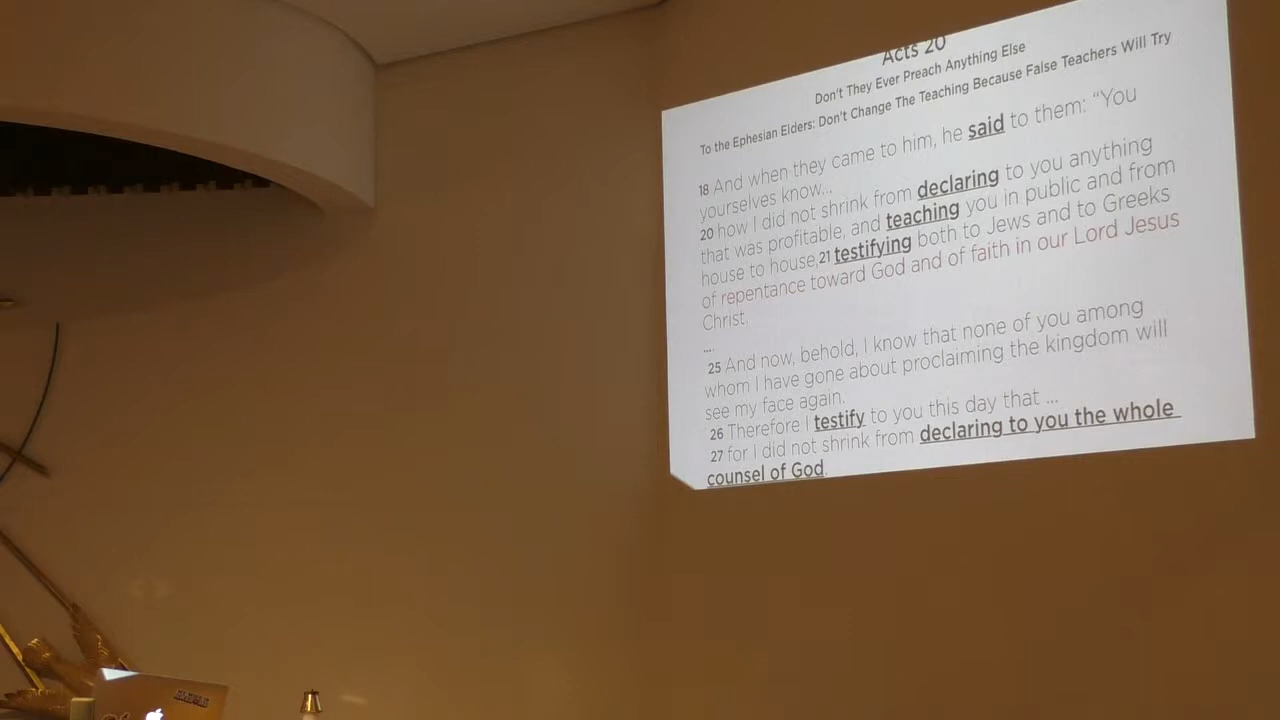 Acts 20
Don't They Ever Preach Anything Else
To the Ephesian Elders: Don't Change The Teaching Because False Teachers Will Try
18 And when they came to him, he said to them: “You
yourselves know...
20 how I did not shrink from declaring to you anything
that was profitable, and teaching you in public and from
house to house,21 testifying both to Jews and to Greeks
of repentance toward God and of faith in our Lord Jesus
Christ.
....
25 And now, behold, I know that none of you among
whom I have gone about proclaiming the kingdom will
see my face again.
26 Therefore I testify to you this day that ...
27 for I did not shrink from declaring to you the whole
counsel of God.